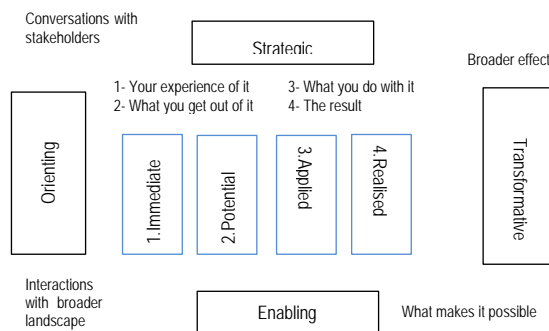 Conversations with
stakeholders
Strategic
Broader effect
1- Your experience of it
2- What you get out of it
3- What you do with it
4- The result
Orienting
1.Immediate
2.Potential
3.Applied
4.Realised
Transformative
Interactions
with broader
landscape
Enabling
What makes it possible